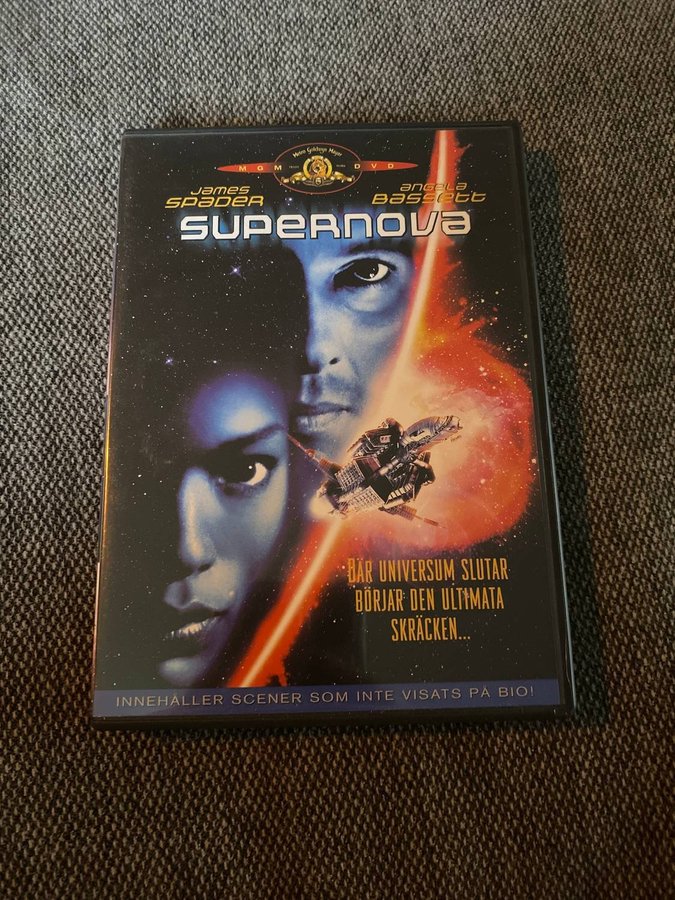 Metro Goldwyn Mayer
MGM DVD
JAMES SPADER
ANGELA BASSETT
SUPERNOVA
DÄR UNIVERSUM SLUTAR
BÖRJAR DEN ULTIMATA
SKRÄCKEN...
INNEHÅLLER SCENER SOM INTE VISATS PÅ BIO!